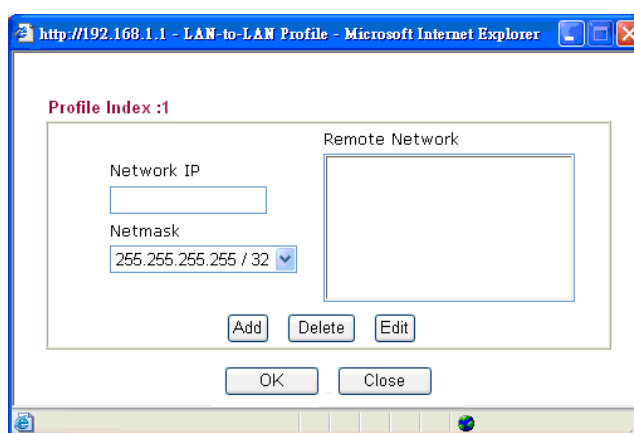 http://192.168.1.1 - LAN-to-LAN Profile - Microsoft Internet Explorer
Profile Index :1
Remote Network
Network IP
Netmask
255.255.255.255 / 32
Add Delete Edit
OK Close